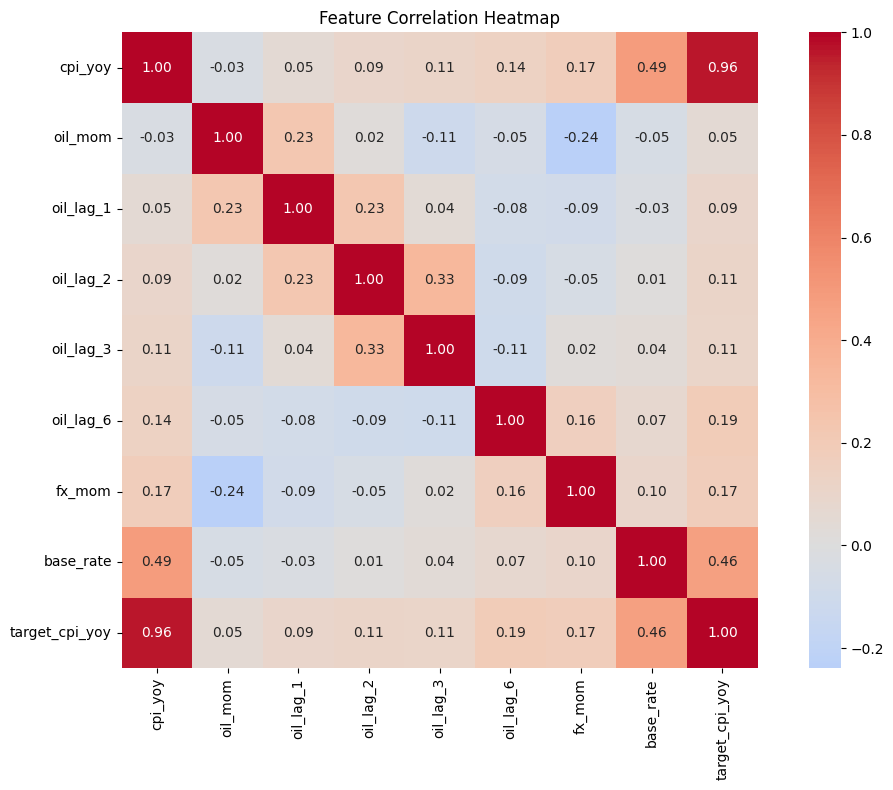 Feature Correlation Heatmap
cpi_yoy 1.00 -0.03 0.05 0.09 0.11 0.14 0.17 0.49 0.96
oil_mom -0.03 1.00 0.23 0.02 -0.11 -0.05 -0.24 -0.05 0.05
oil_lag_1 0.05 0.23 1.00 0.23 0.04 -0.08 -0.09 -0.03 0.09
oil_lag_2 0.09 0.02 0.23 1.00 0.33 -0.09 -0.05 0.01 0.11
oil_lag_3 0.11 -0.11 0.04 0.33 1.00 -0.11 0.02 0.04 0.11
oil_lag_6 0.14 -0.05 -0.08 -0.09 -0.11 1.00 0.16 0.07 0.19
fx_mom 0.17 -0.24 -0.09 -0.05 0.02 0.16 1.00 0.10 0.17
base_rate 0.49 -0.05 -0.03 0.01 0.04 0.07 0.10 1.00 0.46
target_cpi_yoy 0.96 0.05 0.09 0.11 0.11 0.19 0.17 0.46 1.00
cpi_yoy
oil_mom
oil_lag_1
oil_lag_2
oil_lag_3
oil_lag_6
fx_mom
base_rate
target_cpi_yoy
1.0
0.8
0.6
0.4
0.2
0.0
−0.2